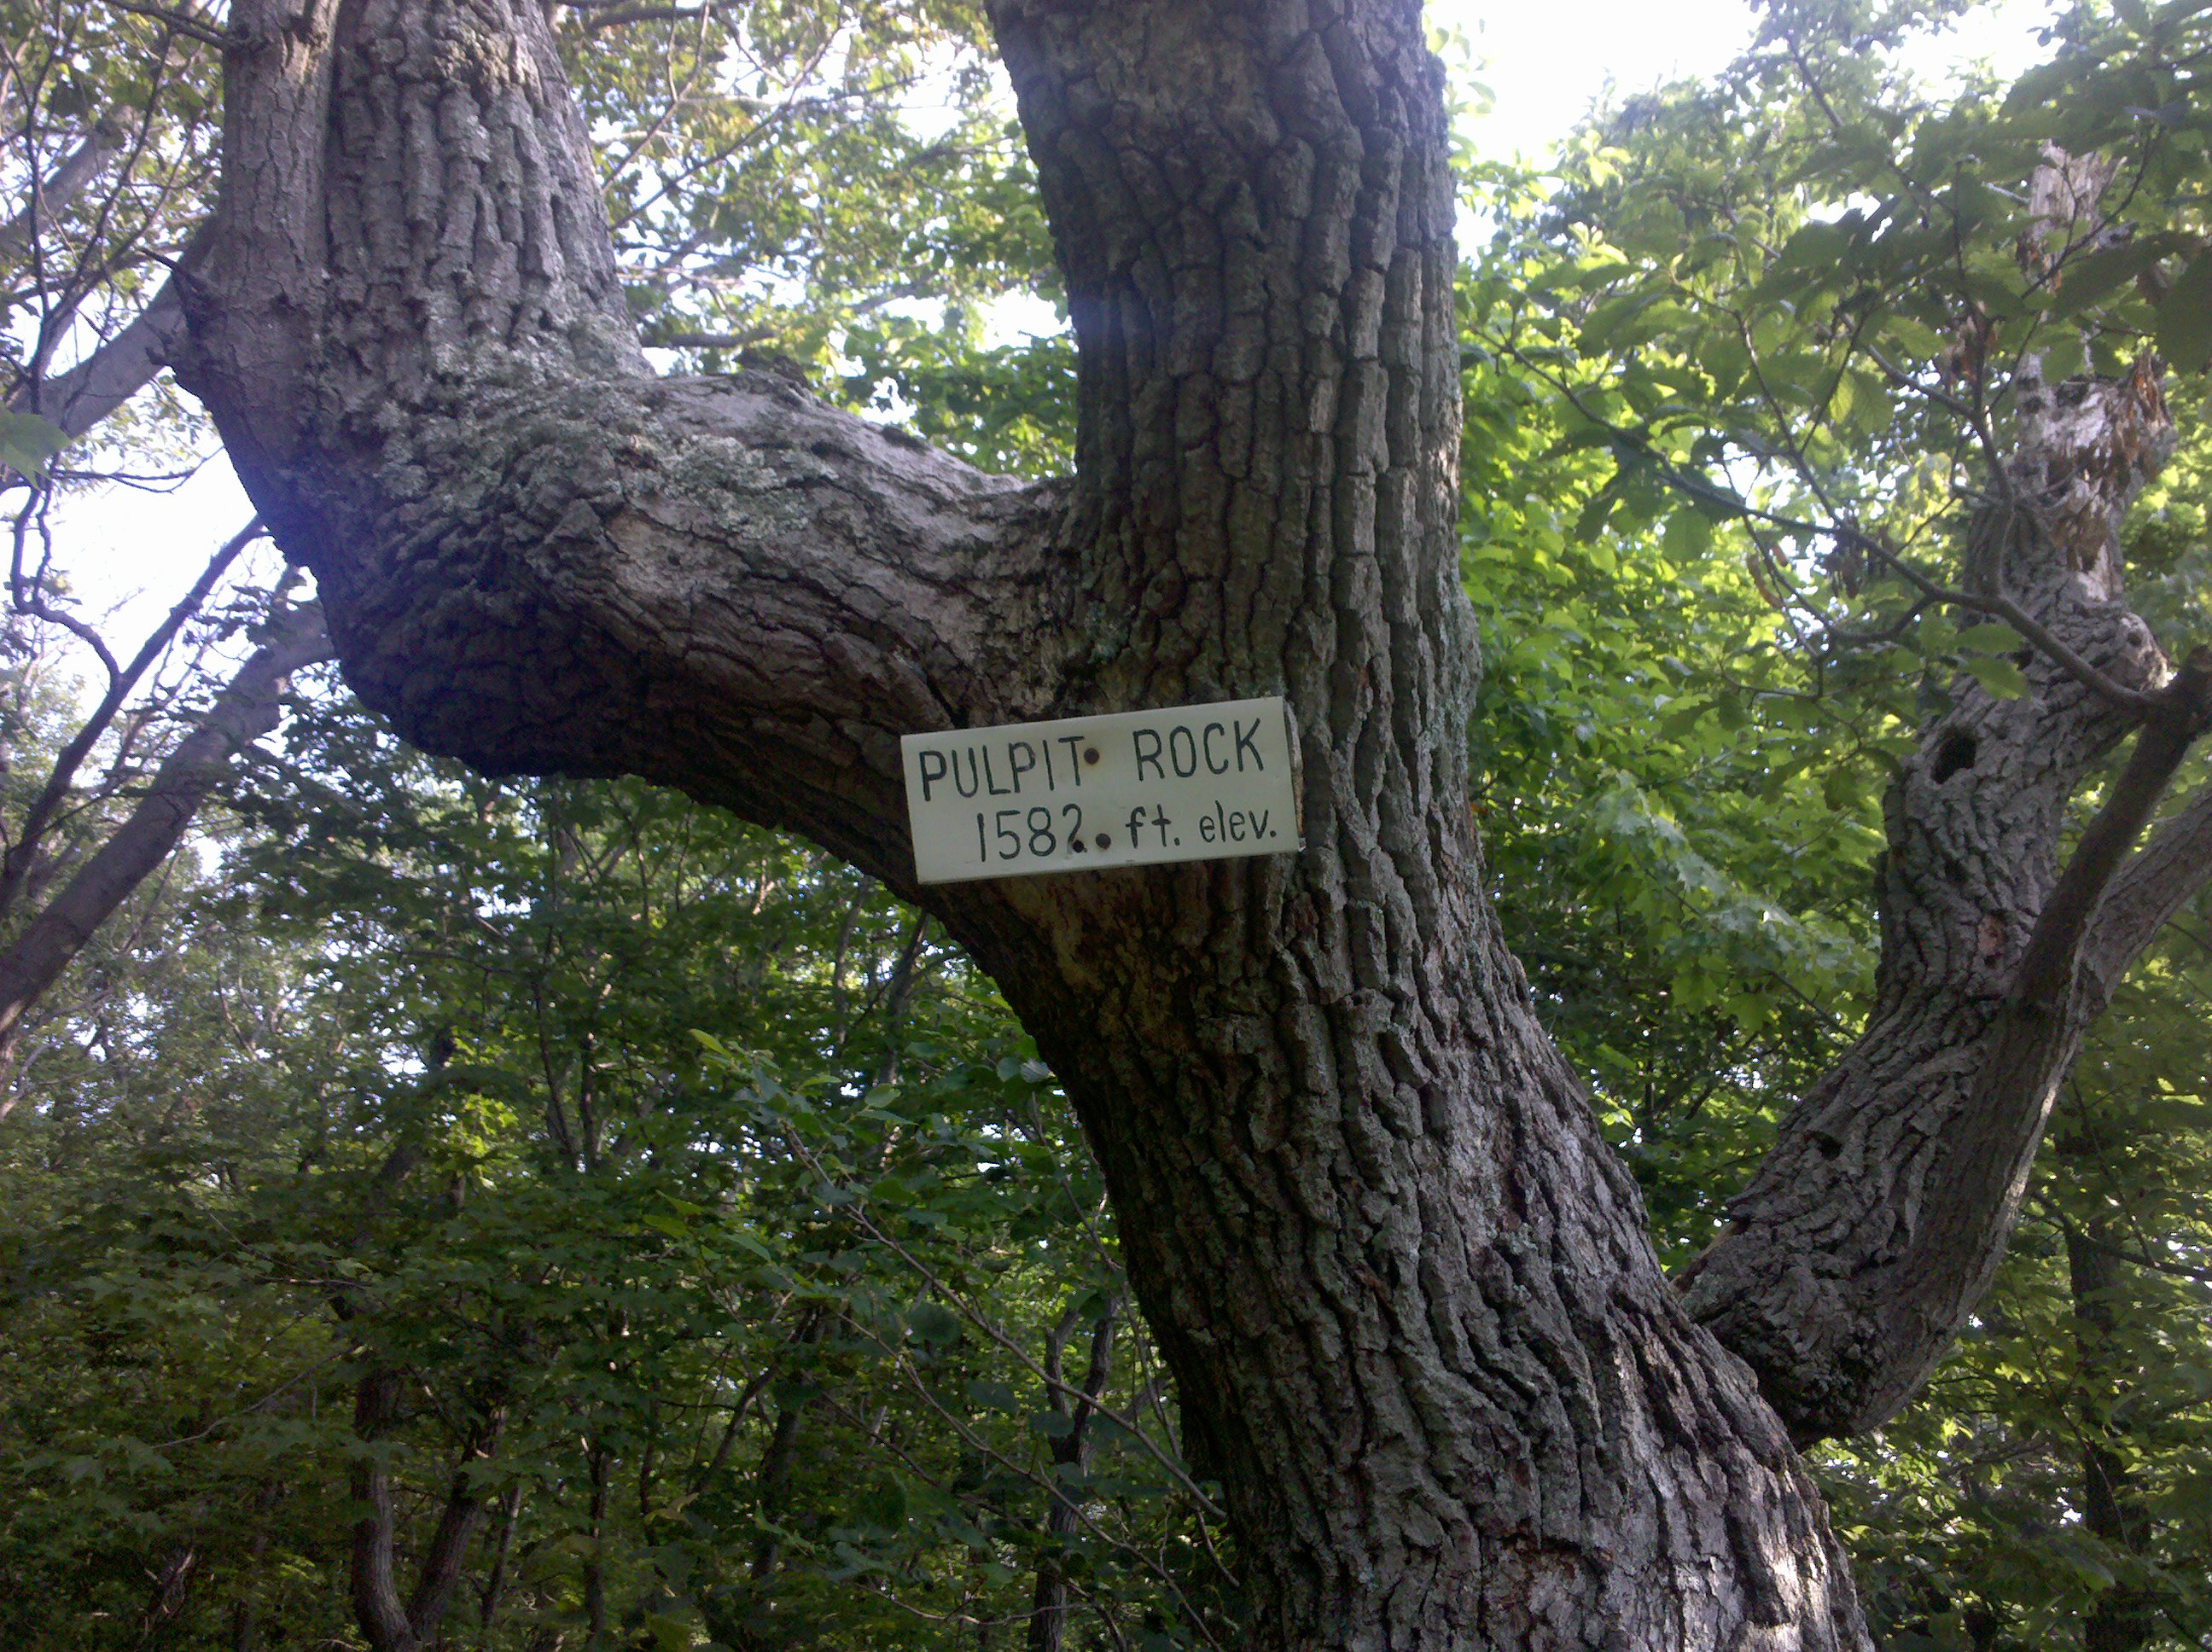 PULPIT ROCK
1582 ft. elev.